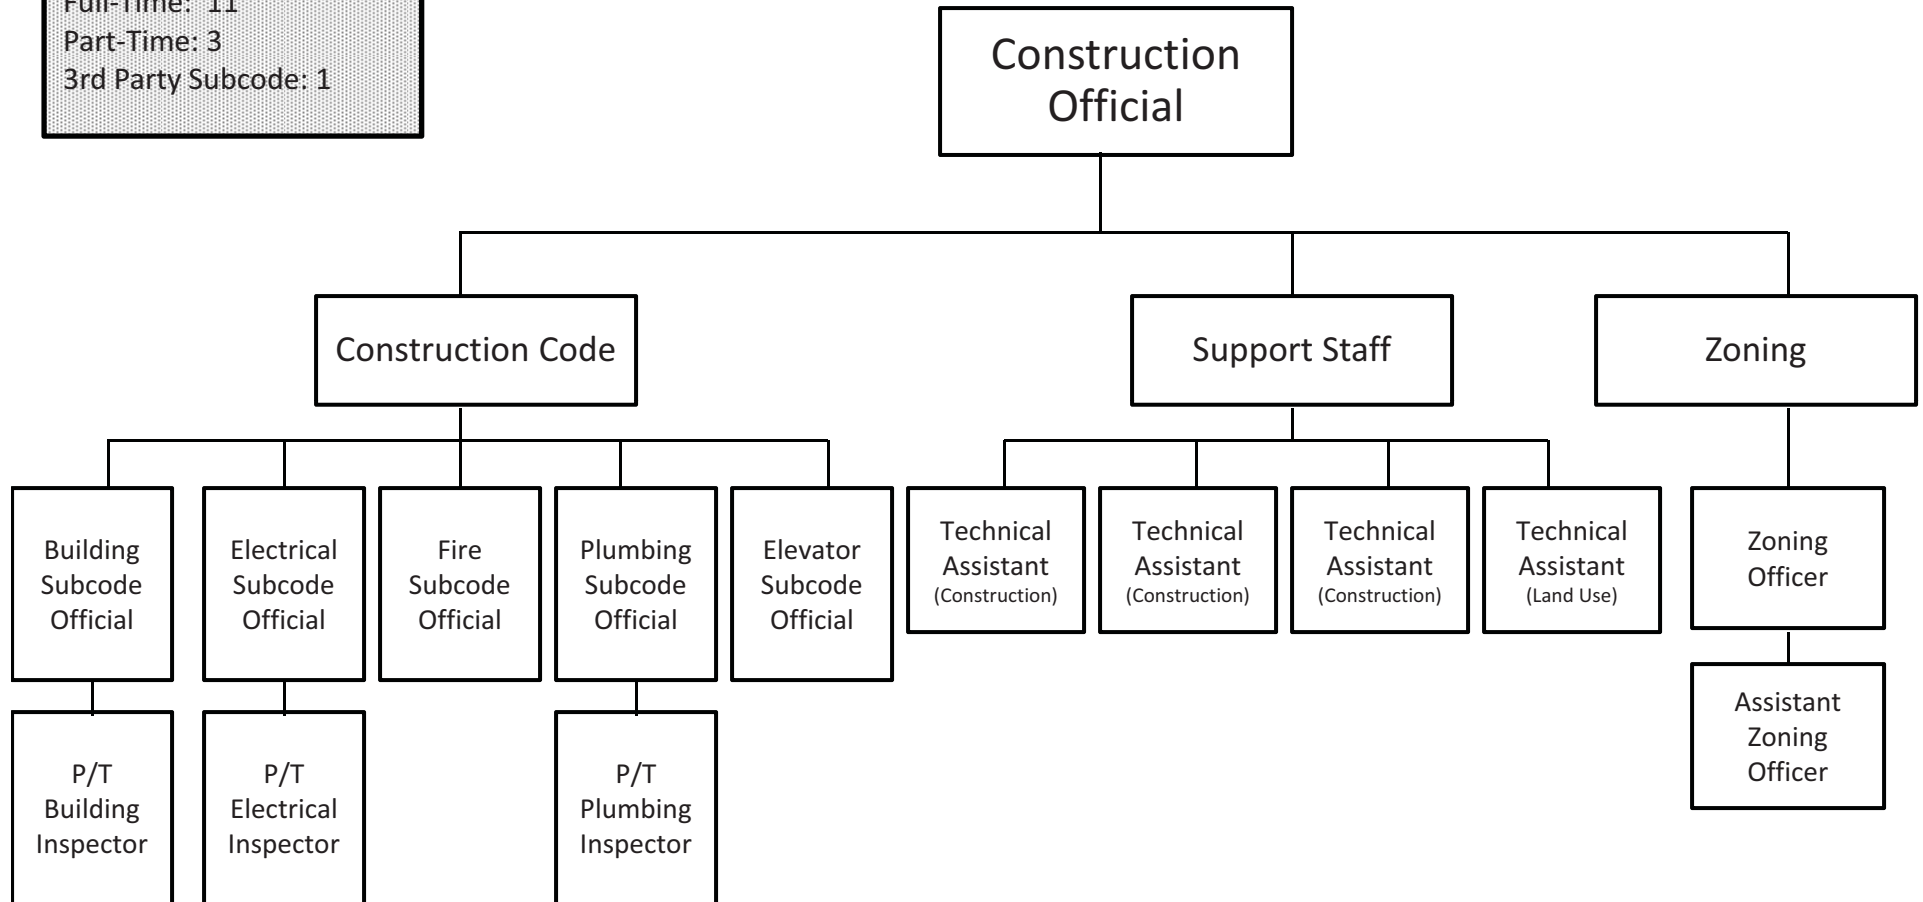 Full-Time: 11
Part-Time: 3
3rd Party Subcode: 1
Construction
Official
Construction Code
Support Staff
Zoning
Building
Subcode
Official
Electrical
Subcode
Official
Fire
Subcode
Official
Plumbing
Subcode
Official
Elevator
Subcode
Official
Technical
Assistant
(Construction)
Technical
Assistant
(Construction)
Technical
Assistant
(Construction)
Technical
Assistant
(Land Use)
Zoning
Officer
Assistant
Zoning
Officer
P/T
Building
Inspector
P/T
Electrical
Inspector
P/T
Plumbing
Inspector